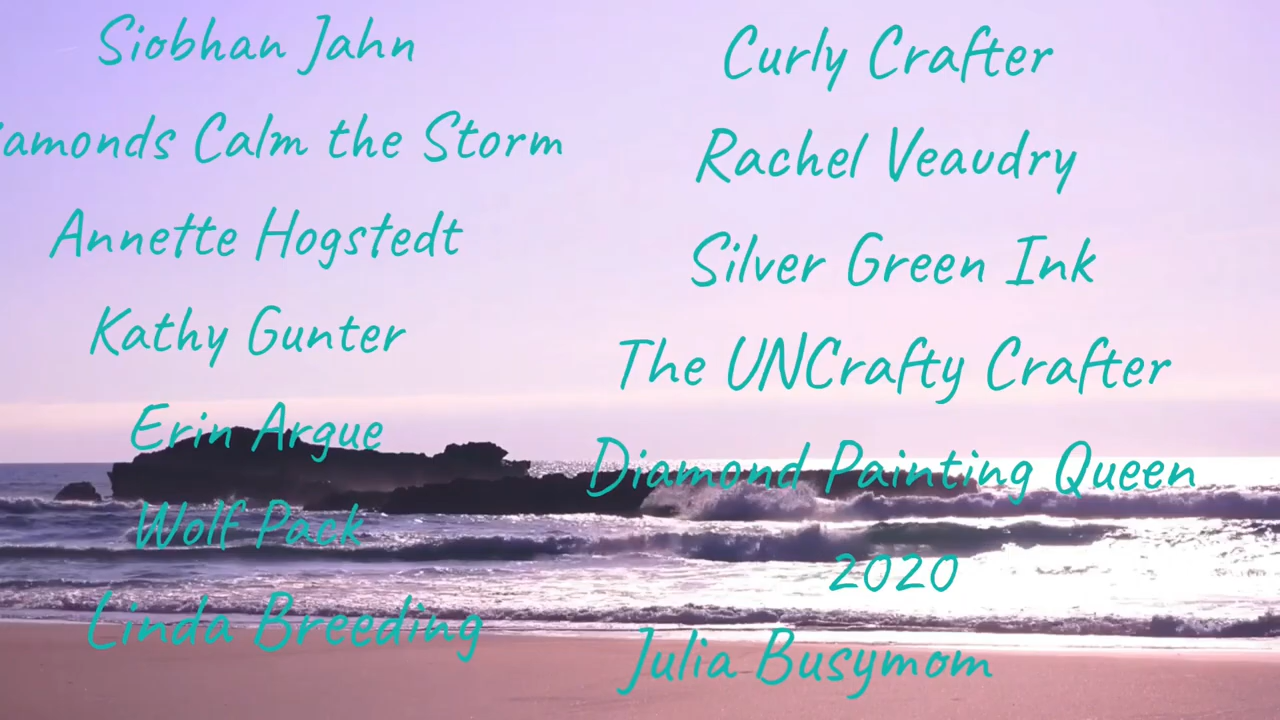 Siobhan Jahn
amonds Calm the Storm
Annette Hogstedt
Kathy Gunter
Erin Argue
Wolf Pack
Linda Breeding
Curly Crafter
Rachel Veaudry
Silver Green Ink
The UNCrafty Crafter
Diamond Painting Queen
2020
Julia Busymom